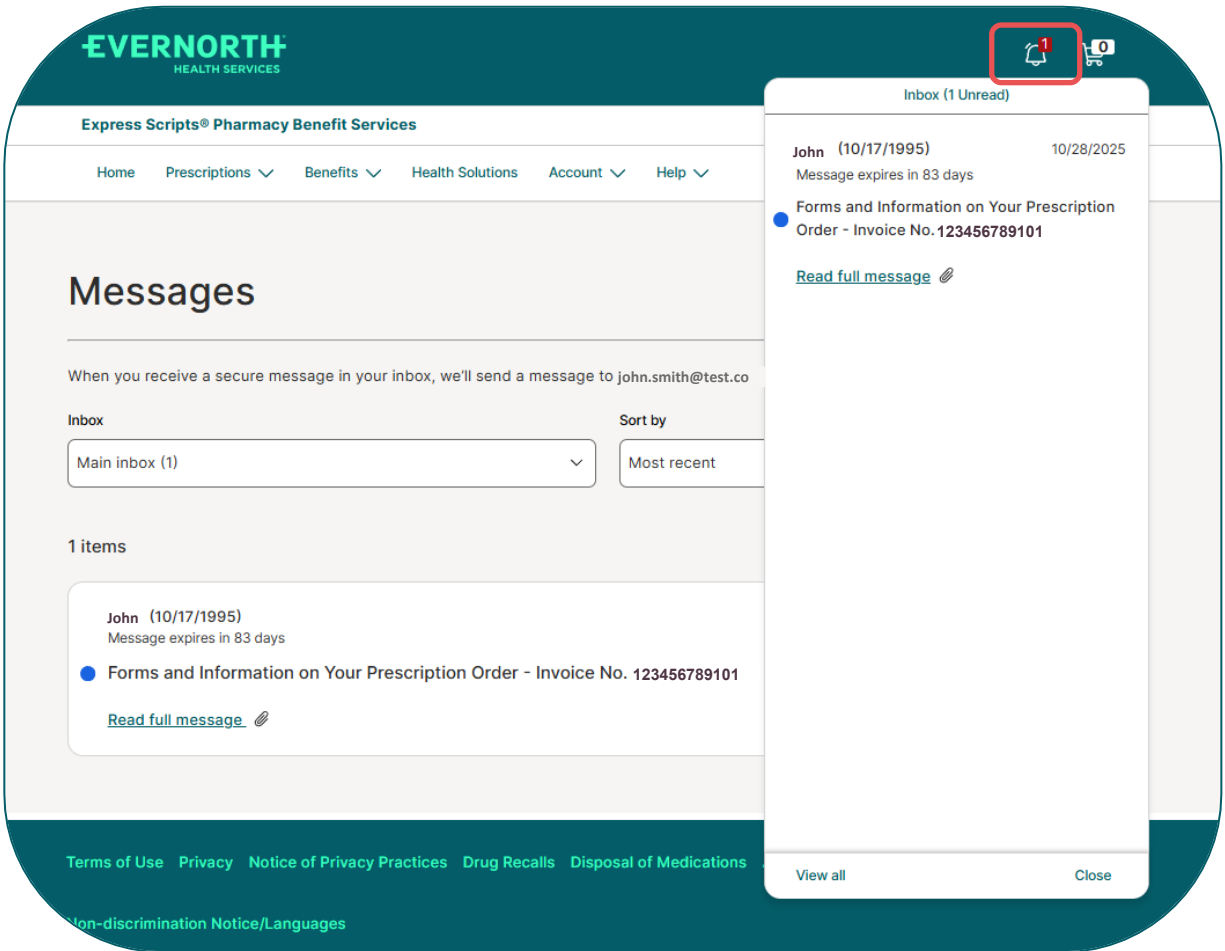 EVERNORTH
HEALTH SERVICES
1
0
Inbox (1 Unread)
John (10/17/1995) 10/28/2025
Message expires in 83 days
Forms and Information on Your Prescription
Order - Invoice No. 123456789101
Read full message
View all Close
Express Scripts® Pharmacy Benefit Services
Home Prescriptions Benefits Health Solutions Account Help
Messages
When you receive a secure message in your inbox, we'll send a message to john.smith@test.co
Inbox Sort by
Main inbox (1) Most recent
1 items
John (10/17/1995)
Message expires in 83 days
Forms and Information on Your Prescription Order - Invoice No. 123456789101
Read full message
Terms of Use Privacy Notice of Privacy Practices Drug Recalls Disposal of Medications
Non-discrimination Notice/Languages